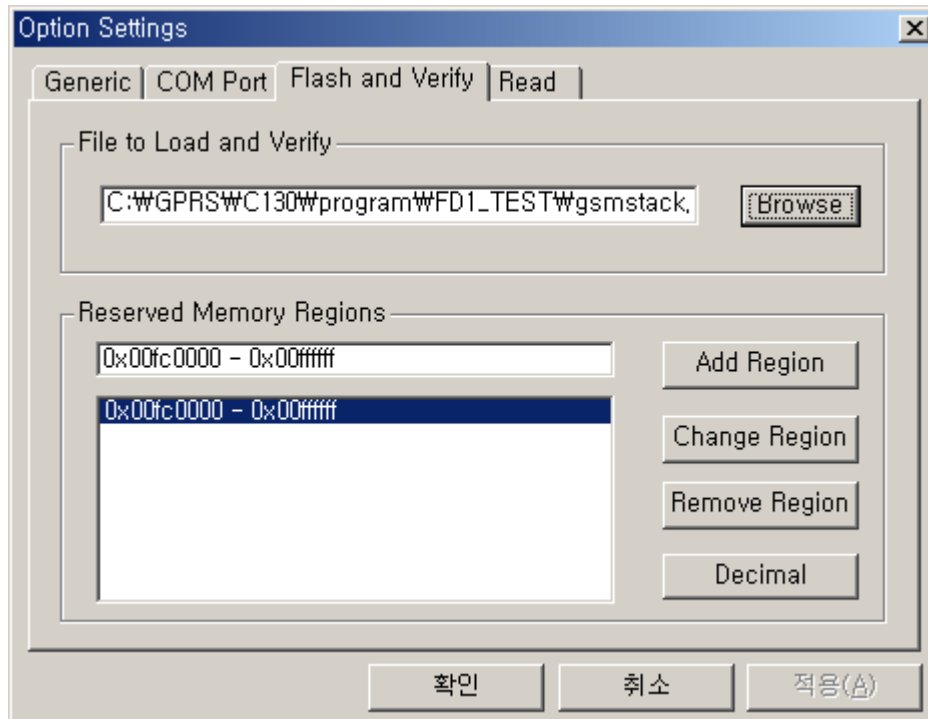 Option Settings
Generic COM Port Flash and Verify Read
File to Load and Verify
C:₩GPRS₩C130₩program₩FD1_TEST₩gsmstack.
Browse
Reserved Memory Regions
0x00fc0000 - 0x00ffffff
Add Region
0x00fc0000 - 0x00ffffff
Change Region
Remove Region
Decimal
확인 취소 적용(A)